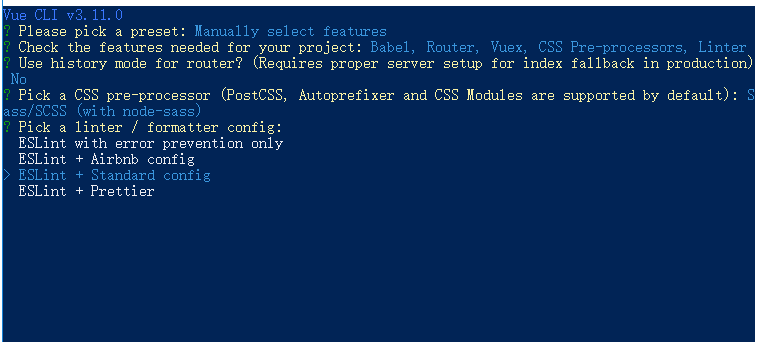 Vue CLI v3.11.0
? Please pick a preset: Manually select features
? Check the features needed for your project: Babel, Router, Vuex, CSS Pre-processors, Linter
? Use history mode for router? (Requires proper server setup for index fallback in production)
No
? Pick a CSS pre-processor (PostCSS, Autoprefixer and CSS Modules are supported by default): S
ass/SCSS (with node-sass)
? Pick a linter / formatter config:
ESLint with error prevention only
ESLint + Airbnb config
> ESLint + Standard config
ESLint + Prettier